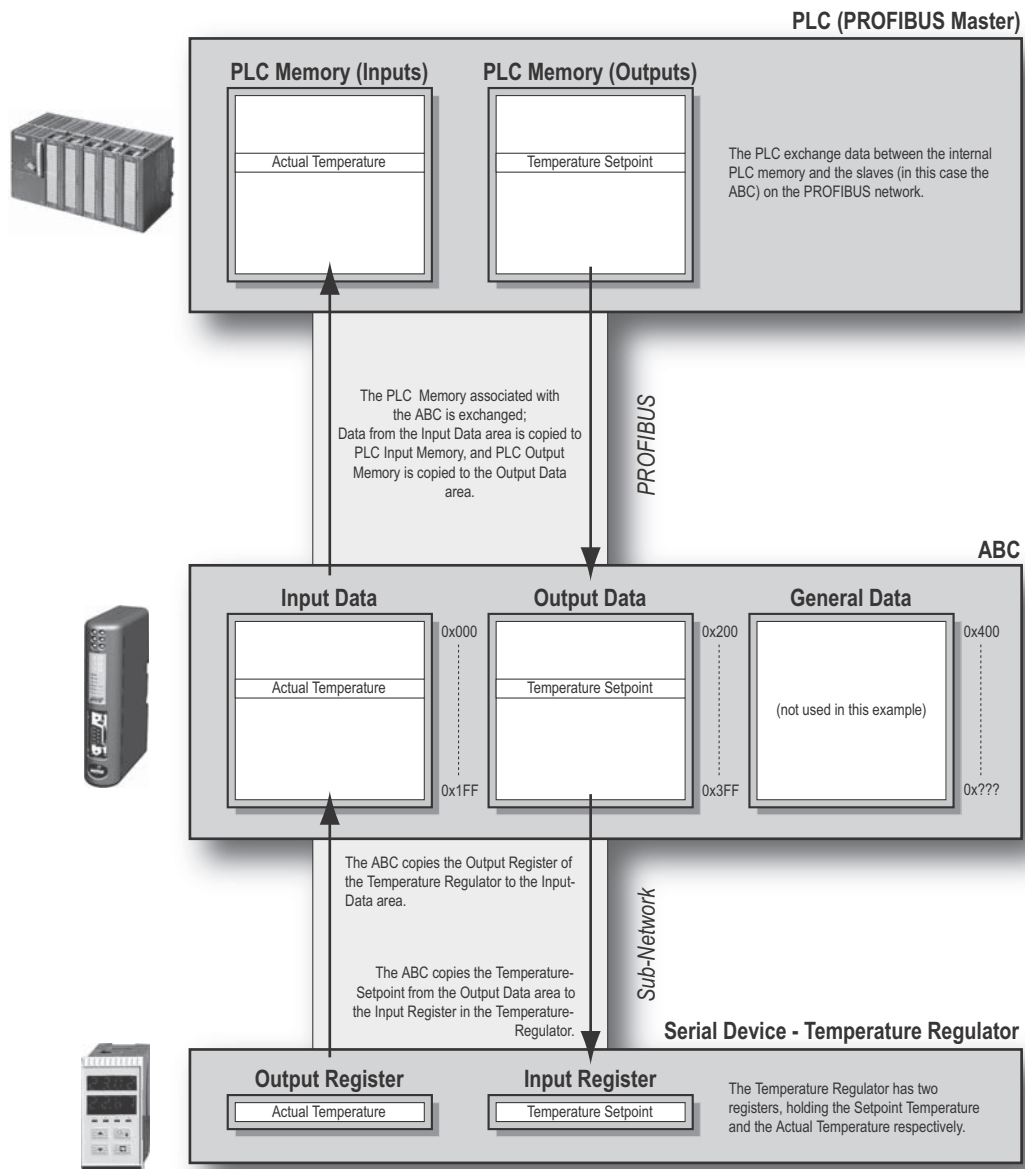 PLC (PROFIBUS Master)
PLC Memory (Inputs)
PLC Memory (Outputs)
Actual Temperature
Temperature Setpoint
The PLC exchange data between the internal
PLC memory and the slaves (in this case the
ABC) on the PROFIBUS network.
The PLC Memory associated with
the ABC is exchanged;
Data from the Input Data area is copied to
PLC Input Memory, and PLC Output
Memory is copied to the Output Data
area.
PROFIBUS
ABC
Input Data
Output Data
General Data
0x000
0x200
0x400
Actual Temperature
Temperature Setpoint
(not used in this example)
0x1FF
0x3FF
0x???
The ABC copies the Output Register of
the Temperature Regulator to the Input-
Data area.
The ABC copies the Temperature-
Setpoint from the Output Data area to
the Input Register in the Temperature-
Regulator.
Sub-Network
Serial Device - Temperature Regulator
Output Register
Input Register
Actual Temperature
Temperature Setpoint
The Temperature Regulator has two
registers, holding the Setpoint Temperature
and the Actual Temperature respectively.